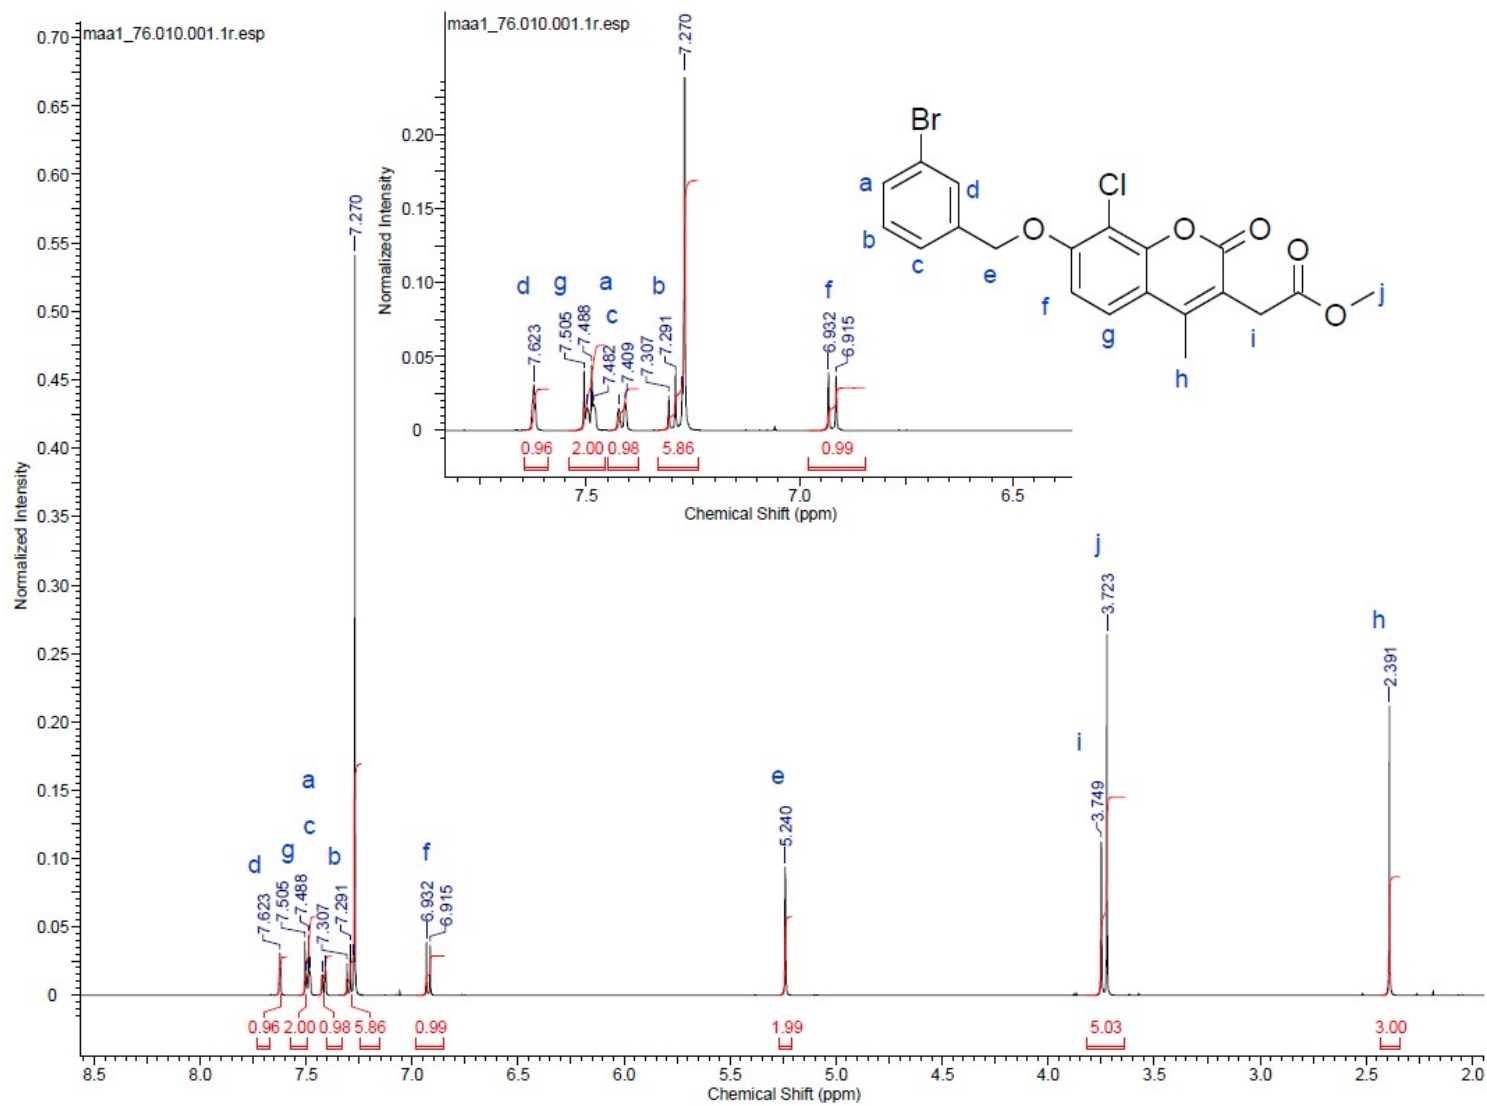 maa1_76.010.001.1r.esp
0.70
0.65
0.60
0.55
0.50
0.45
0.40
0.35
0.30
0.25
0.20
0.15
0.10
0.05
0
Normalized Intensity
7.270
a
c
d
g
b
f
7.623
7.505
7.488
7.307
7.291
6.932
6.915
e
5.240
i
j
3.749
3.723
h
2.391
0.96 2.00 0.98 5.86 0.99 1.99 5.03 3.00
8.5 8.0 7.5 7.0 6.5 6.0 5.5 5.0 4.5 4.0 3.5 3.0 2.5 2.0
Chemical Shift (ppm)
maa1_76.010.001.1r.esp
0.20
0.15
0.10
0.05
0
Normalized Intensity
7.270
d
g
a
c
b
f
7.623
7.505
7.488
7.482
7.409
7.307
7.291
6.932
6.915
0.96 2.00 0.98 5.86 0.99
7.5 7.0 6.5
Chemical Shift (ppm)
Br
a
d
b
c
e
O
Cl
O
O
f
g
h
i
O
O
j